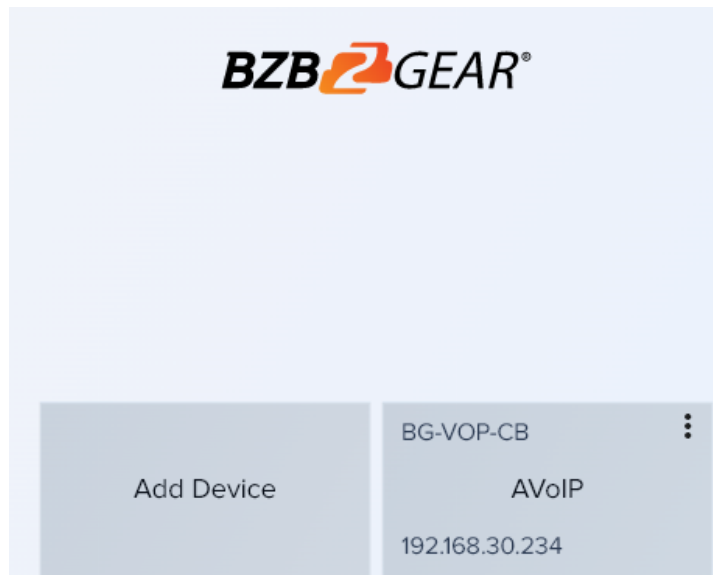 BZB GEAR®
BG-VOP-CB
Add Device
AVoIP
192.168.30.234